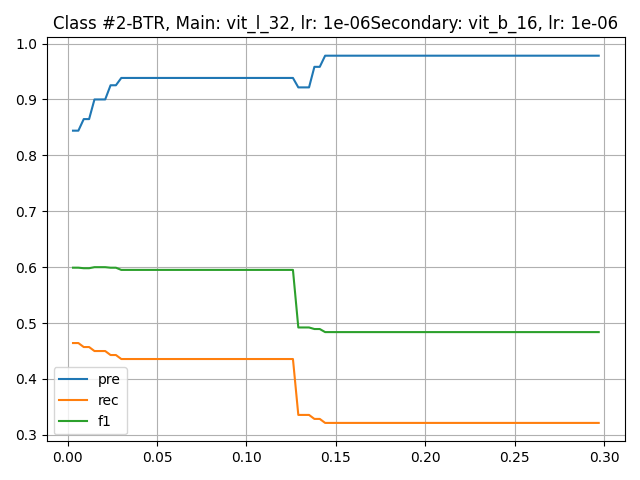 Class #2-BTR, Main: vit_l_32, lr: 1e-06Secondary: vit_b_16, lr: 1e-06
1.0
0.9
0.8
0.7
0.6
0.5
0.4
0.3
pre
rec
f1
0.00 0.05 0.10 0.15 0.20 0.25 0.30